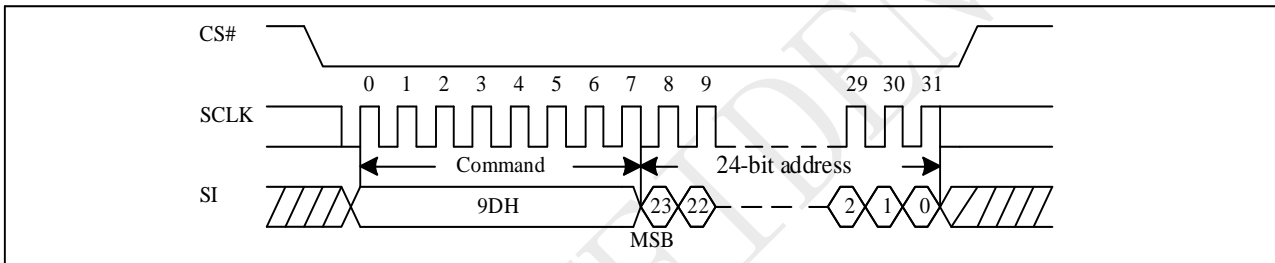 CS#
0 1 2 3 4 5 6 7 8 9 29 30 31
SCLK
Command 24-bit address
SI
9DH 23 22 2 1 0
MSB